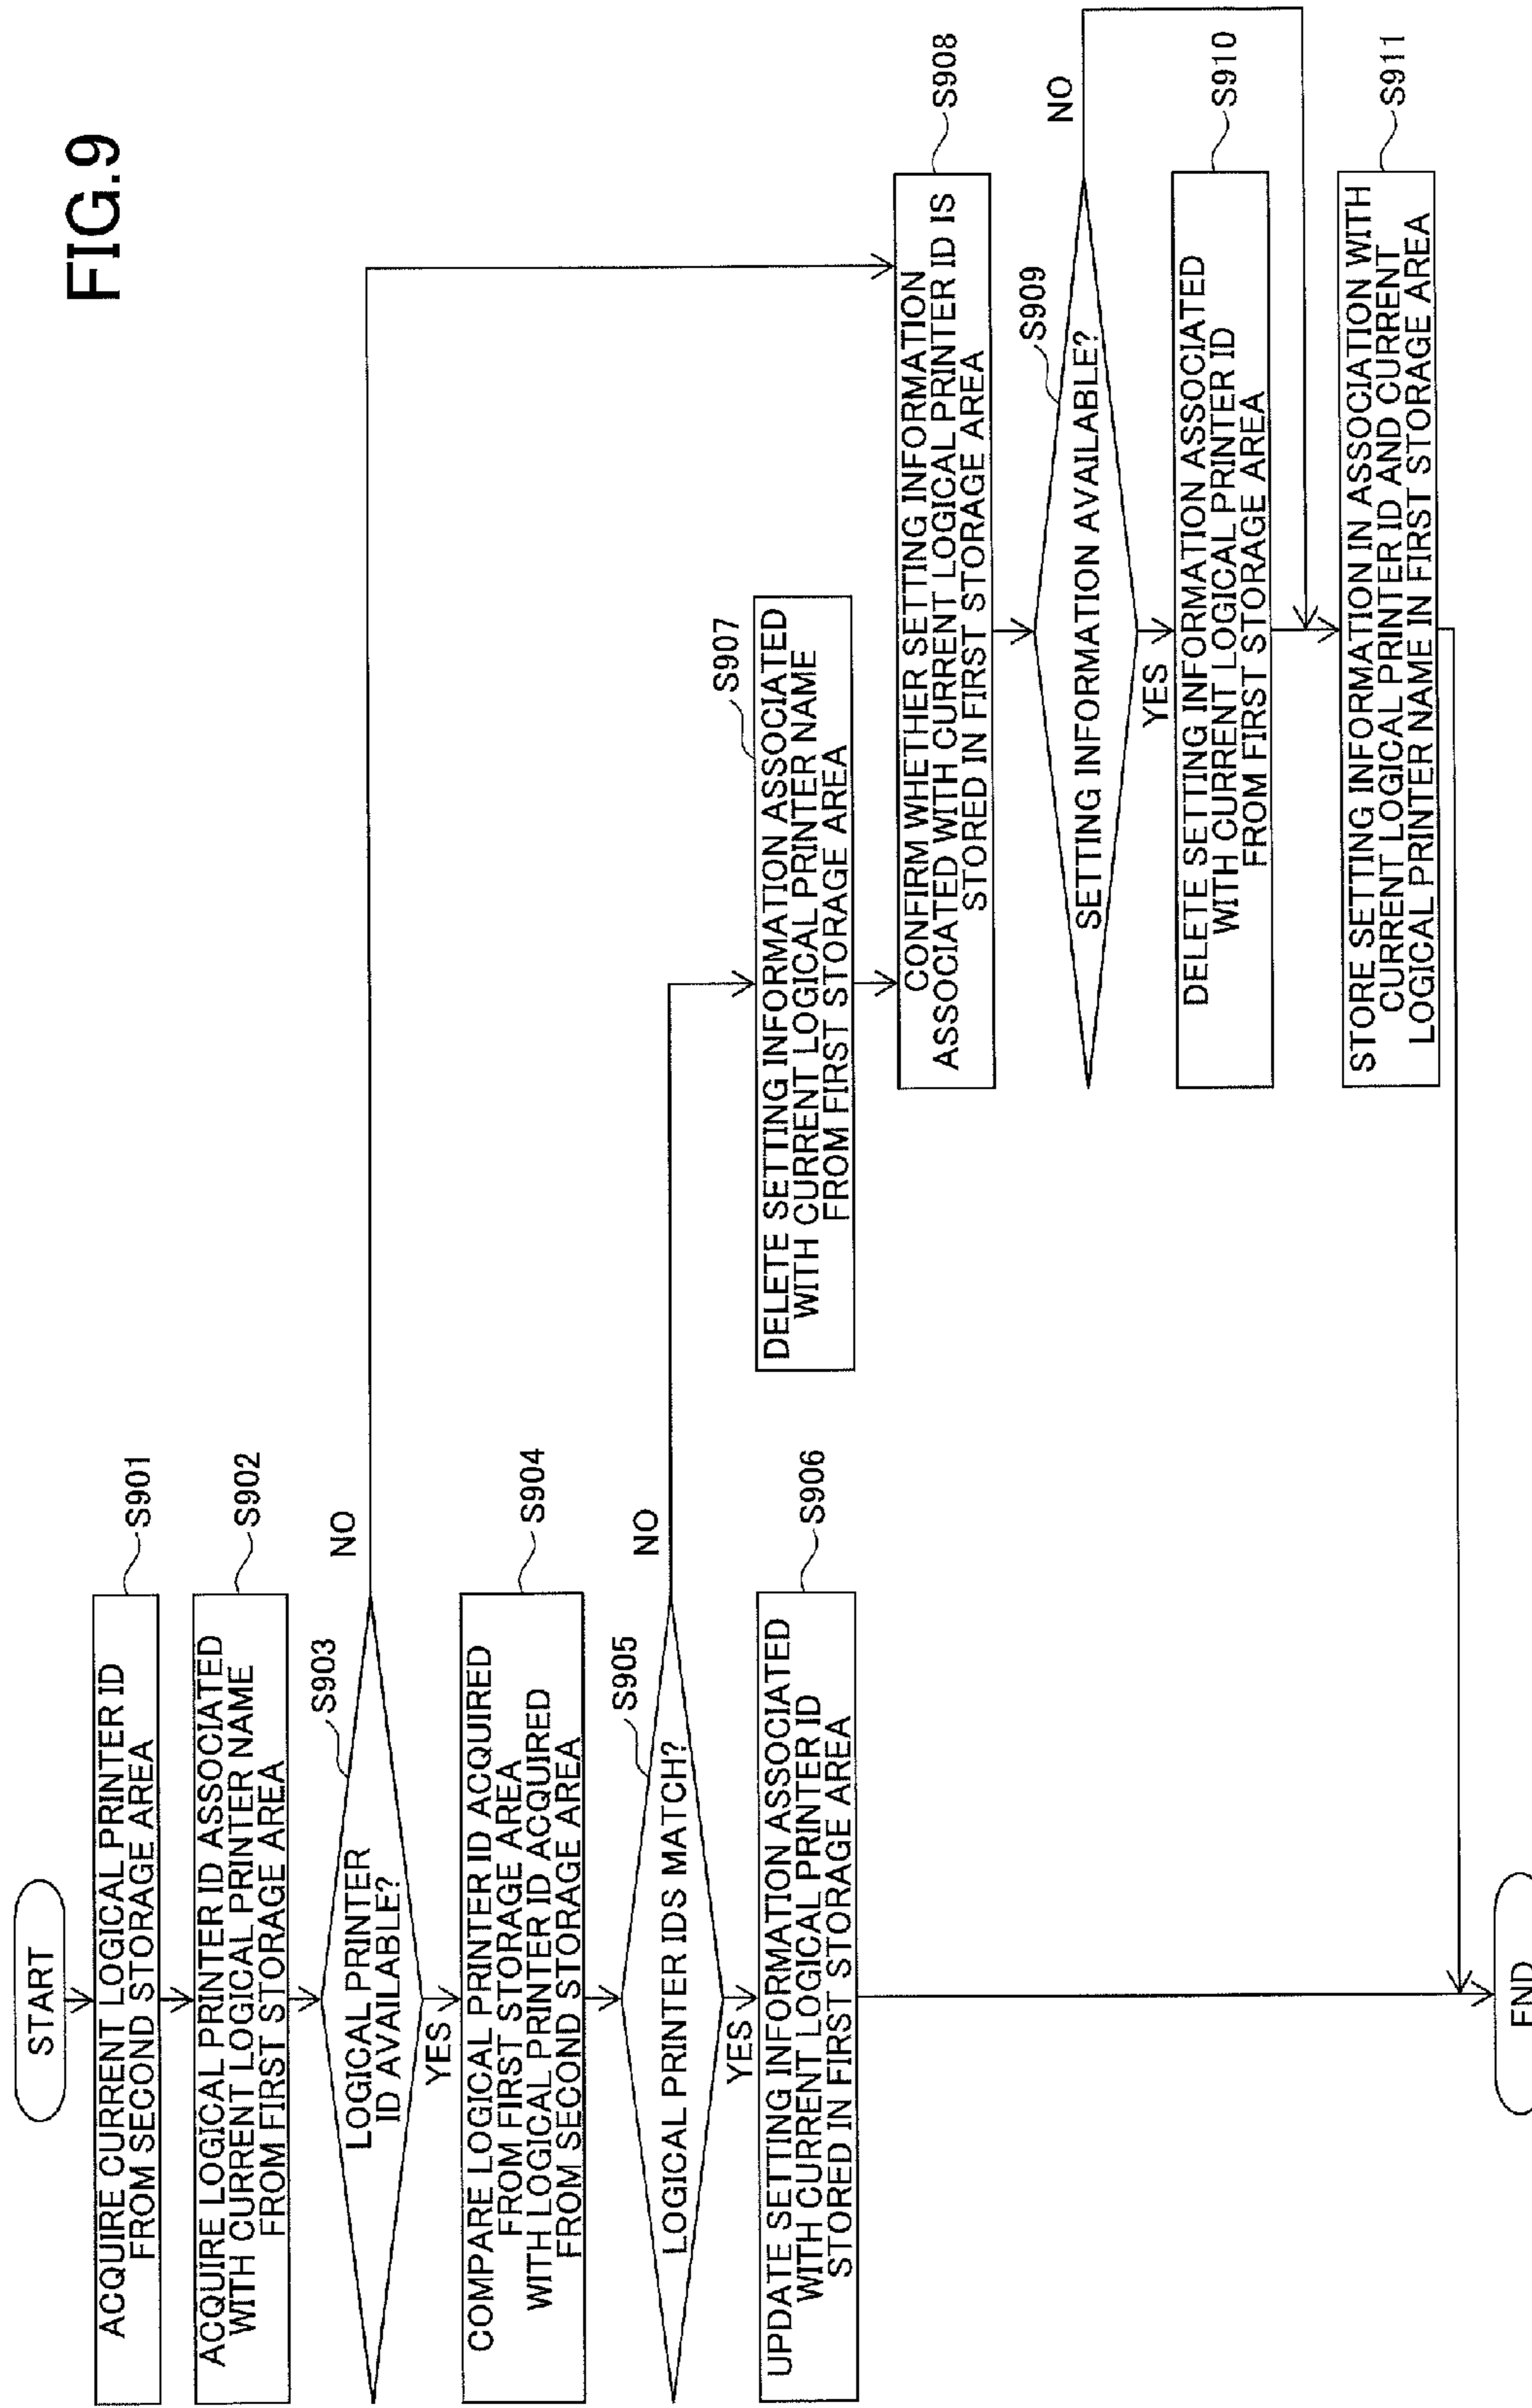 FIG.9
START
ACQUIRE CURRENT LOGICAL PRINTER ID
FROM SECOND STORAGE AREA
S901
ACQUIRE LOGICAL PRINTER ID ASSOCIATED
WITH CURRENT LOGICAL PRINTER NAME
FROM FIRST STORAGE AREA
S902
LOGICAL PRINTER
ID AVAILABLE?
S903
NO
YES
COMPARE LOGICAL PRINTER ID ACQUIRED
FROM FIRST STORAGE AREA
WITH LOGICAL PRINTER ID ACQUIRED
FROM SECOND STORAGE AREA
S904
LOGICAL PRINTER IDS MATCH?
S905
NO
YES
UPDATE SETTING INFORMATION ASSOCIATED
WITH CURRENT LOGICAL PRINTER ID
STORED IN FIRST STORAGE AREA
S906
DELETE SETTING INFORMATION ASSOCIATED
WITH CURRENT LOGICAL PRINTER NAME
FROM FIRST STORAGE AREA
S907
CONFIRM WHETHER SETTING INFORMATION
ASSOCIATED WITH CURRENT LOGICAL PRINTER ID IS
STORED IN FIRST STORAGE AREA
S908
SETTING INFORMATION AVAILABLE?
S909
NO
YES
DELETE SETTING INFORMATION ASSOCIATED
WITH CURRENT LOGICAL PRINTER ID
FROM FIRST STORAGE AREA
S910
STORE SETTING INFORMATION IN ASSOCIATION WITH
CURRENT LOGICAL PRINTER ID AND CURRENT
LOGICAL PRINTER NAME IN FIRST STORAGE AREA
S911
END